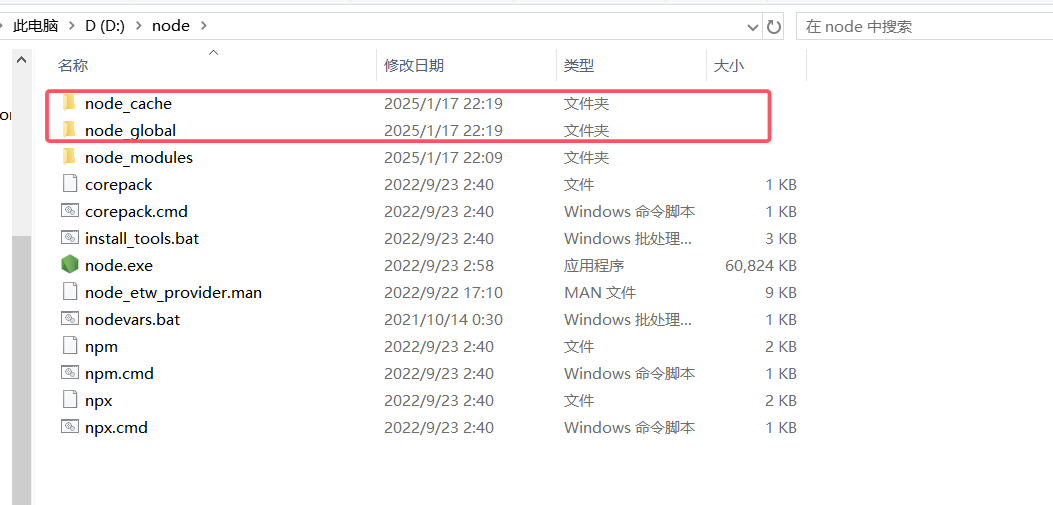 此电脑 > D (D:) > node >
在 node 中搜索
名称 修改日期 类型 大小
node_cache 2025/1/17 22:19 文件夹
node_global 2025/1/17 22:19 文件夹
node_modules 2025/1/17 22:09 文件夹
corepack 2022/9/23 2:40 文件 1 KB
corepack.cmd 2022/9/23 2:40 Windows 命令脚本 1 KB
install_tools.bat 2022/9/23 2:40 Windows 批处理... 3 KB
node.exe 2022/9/23 2:58 应用程序 60,824 KB
node_etw_provider.man 2022/9/22 17:10 MAN 文件 9 KB
nodevars.bat 2021/10/14 0:30 Windows 批处理... 1 KB
npm 2022/9/23 2:40 文件 2 KB
npm.cmd 2022/9/23 2:40 Windows 命令脚本 1 KB
npx 2022/9/23 2:40 文件 2 KB
npx.cmd 2022/9/23 2:40 Windows 命令脚本 1 KB